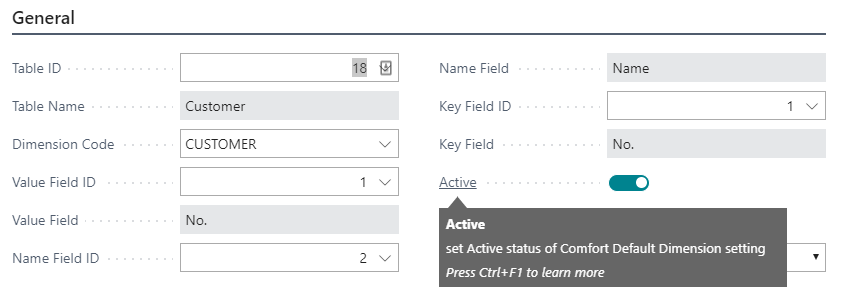 General
Table ID 18
Table Name Customer
Dimension Code CUSTOMER
Value Field ID 1
Value Field No.
Name Field ID 2
Name Field Name
Key Field ID 1
Key Field No.
Active
Active
set Active status of Comfort Default Dimension setting
Press Ctrl+F1 to learn more